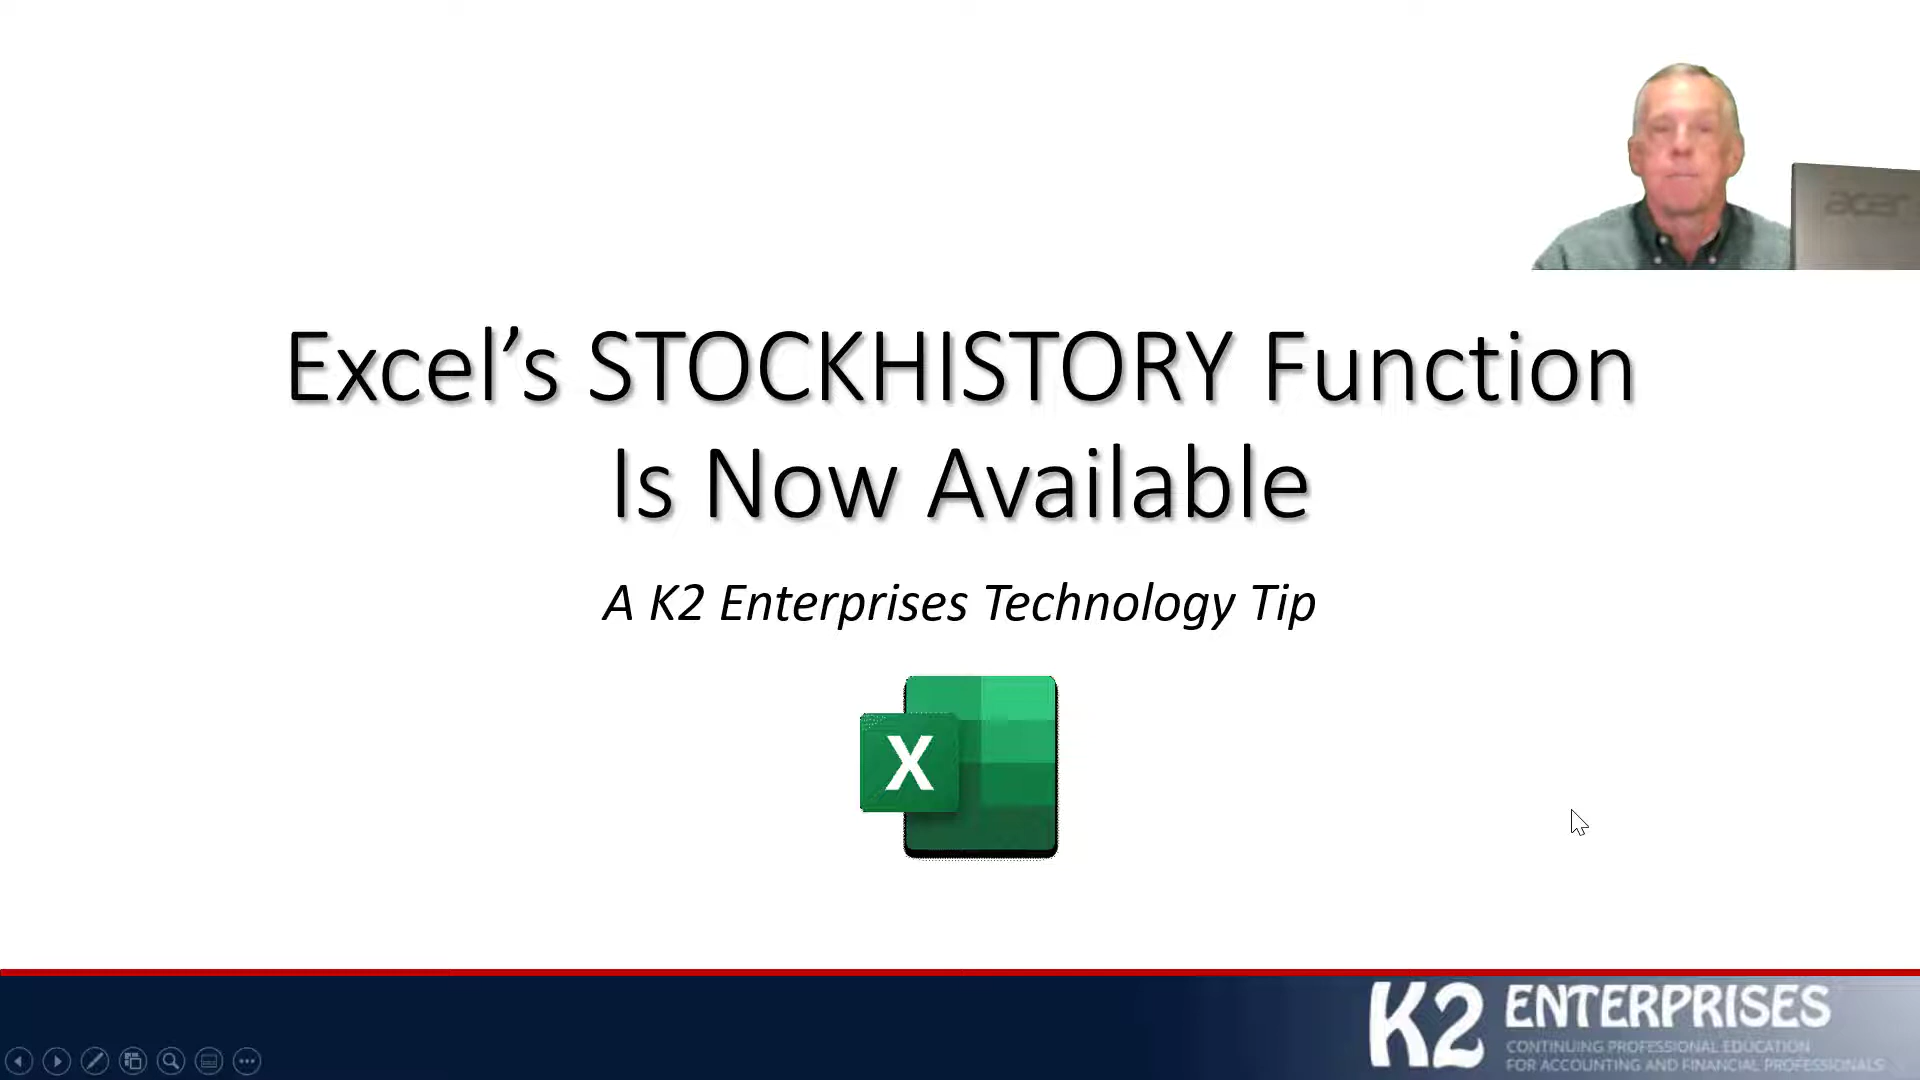 acer
Excel’s STOCKHISTORY Function
Is Now Available
A K2 Enterprises Technology Tip
X
K2 ENTERPRISES
CONTINUING PROFESSIONAL EDUCATION
FOR ACCOUNTING AND FINANCIAL PROFESSIONALS